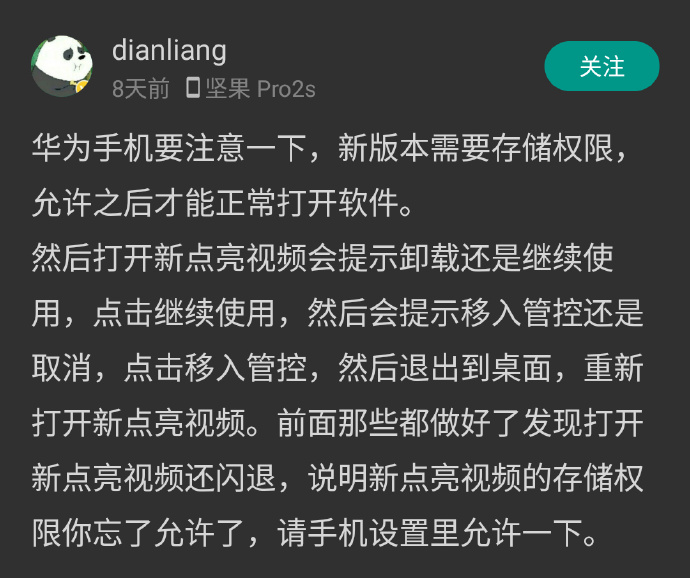 dianliang
关注
8天前 坚果 Pro2s
华为手机要注意一下，新版本需要存储权限，
允许之后才能正常打开软件。
然后打开新点亮视频会提示卸载还是继续使
用，点击继续使用，然后会提示移入管控还是
取消，点击移入管控，然后退出到桌面，重新
打开新点亮视频。前面那些都做好了发现打开
新点亮视频还闪退，说明新点亮视频的存储权
限你忘了允许了，请手机设置里允许一下。